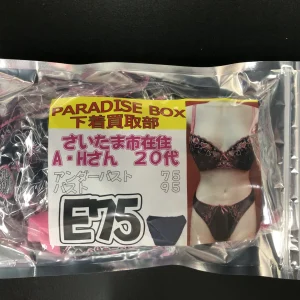 PARADISE BOX
下着買取部
さいたま市在住
A・Hさん 20代
アンダーバスト 75
バスト 95
E75